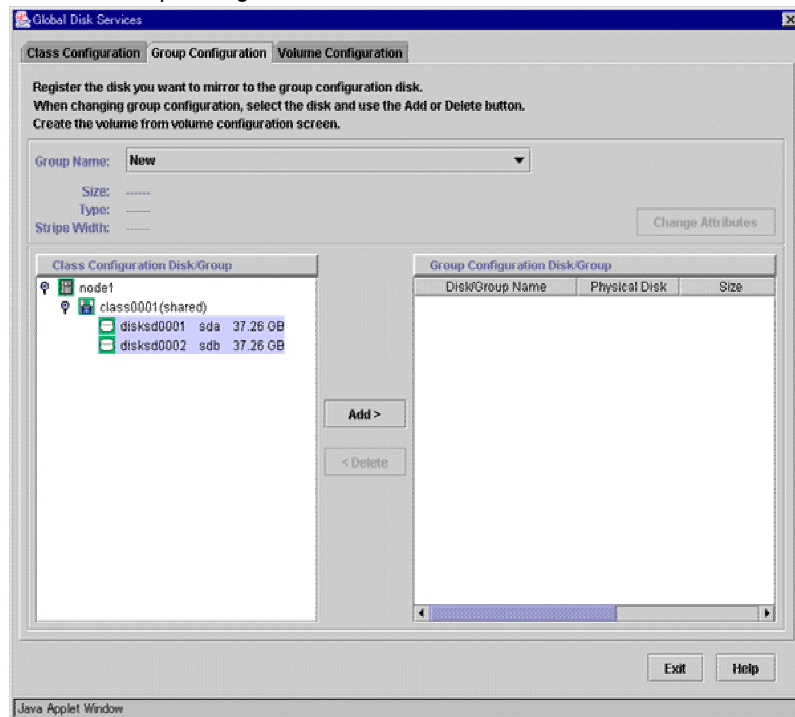 Global Disk Services
Class Configuration Group Configuration Volume Configuration
Register the disk you want to mirror to the group configuration disk.
When changing group configuration, select the disk and use the Add or Delete button.
Create the volume from volume configuration screen.
Group Name: New
Size: ------
Type: ------
Stripe Width: ------
Change Attributes
Class Configuration Disk/Group
node1
class0001(shared)
disksd0001 sda 37.26 GB
disksd0002 sdb 37.26 GB
Add >
< Delete
Group Configuration Disk/Group
Disk/Group Name Physical Disk Size
Exit Help
Java Applet Window